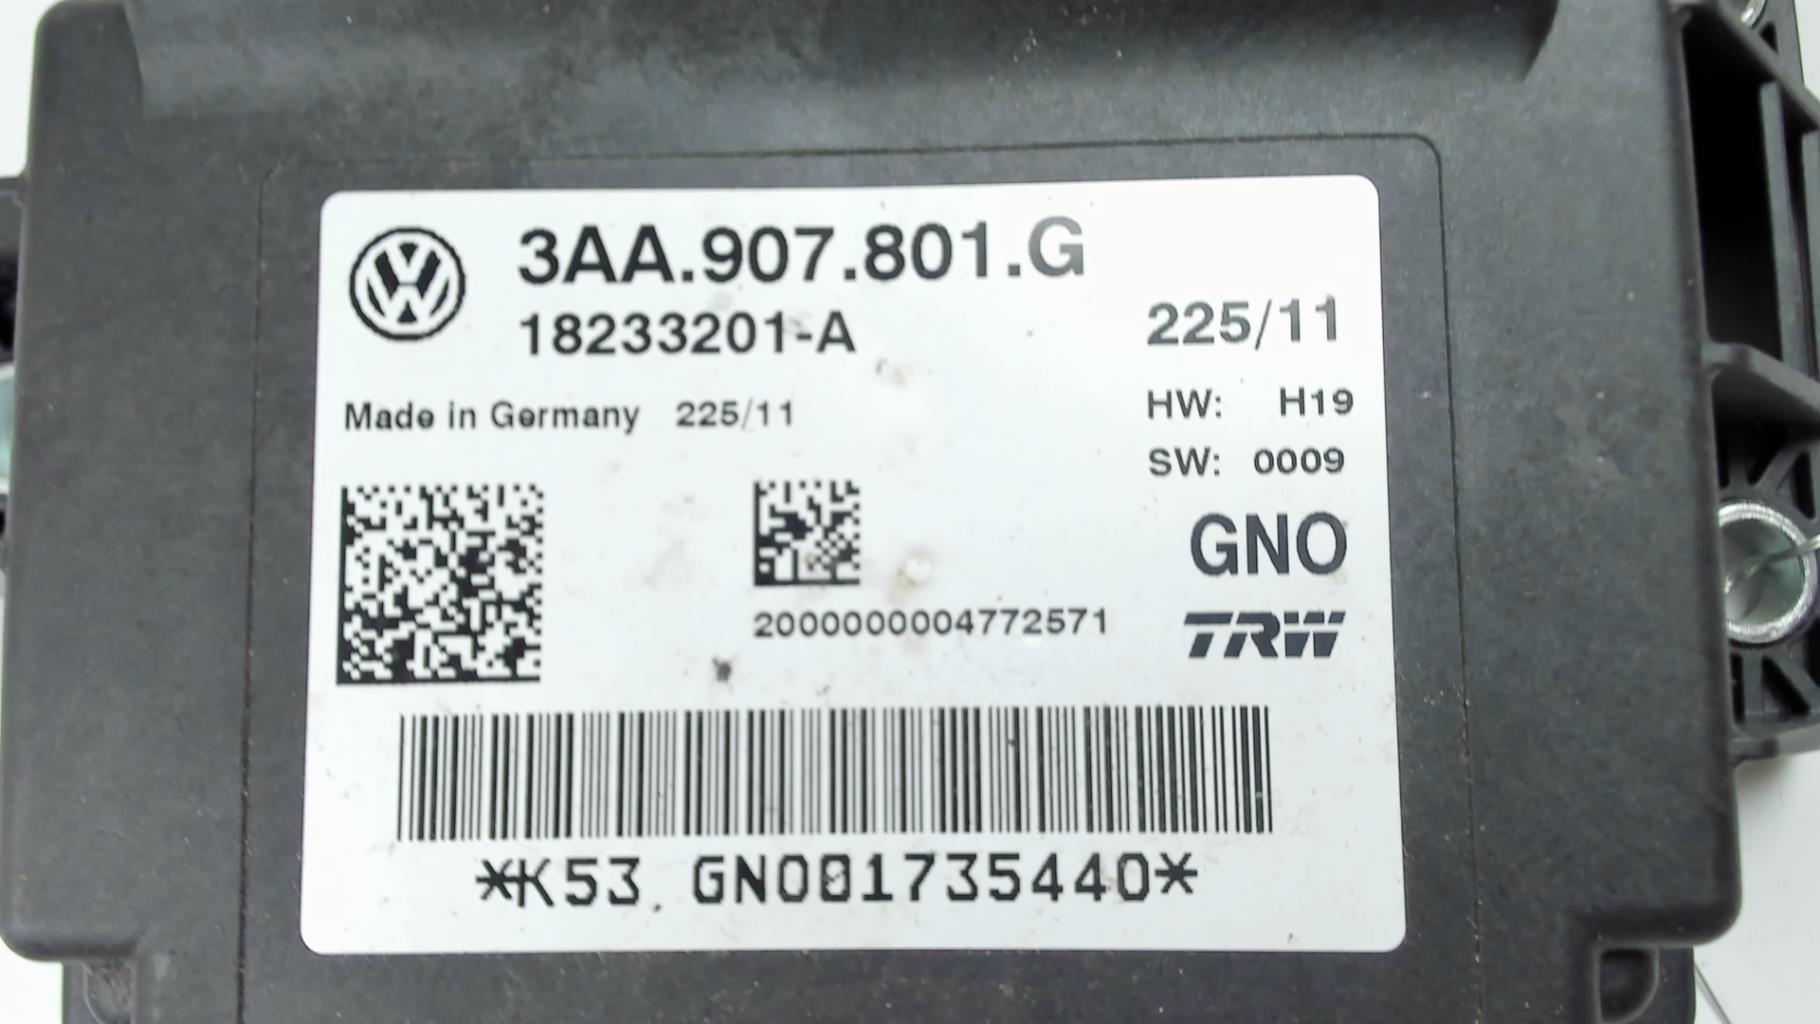 3AA.907.801.G
18233201-A
225/11
Made in Germany 225/11
HW: H19
SW: 0009
GNO
2000000004772571
TRW
*K53 GNO01735440*